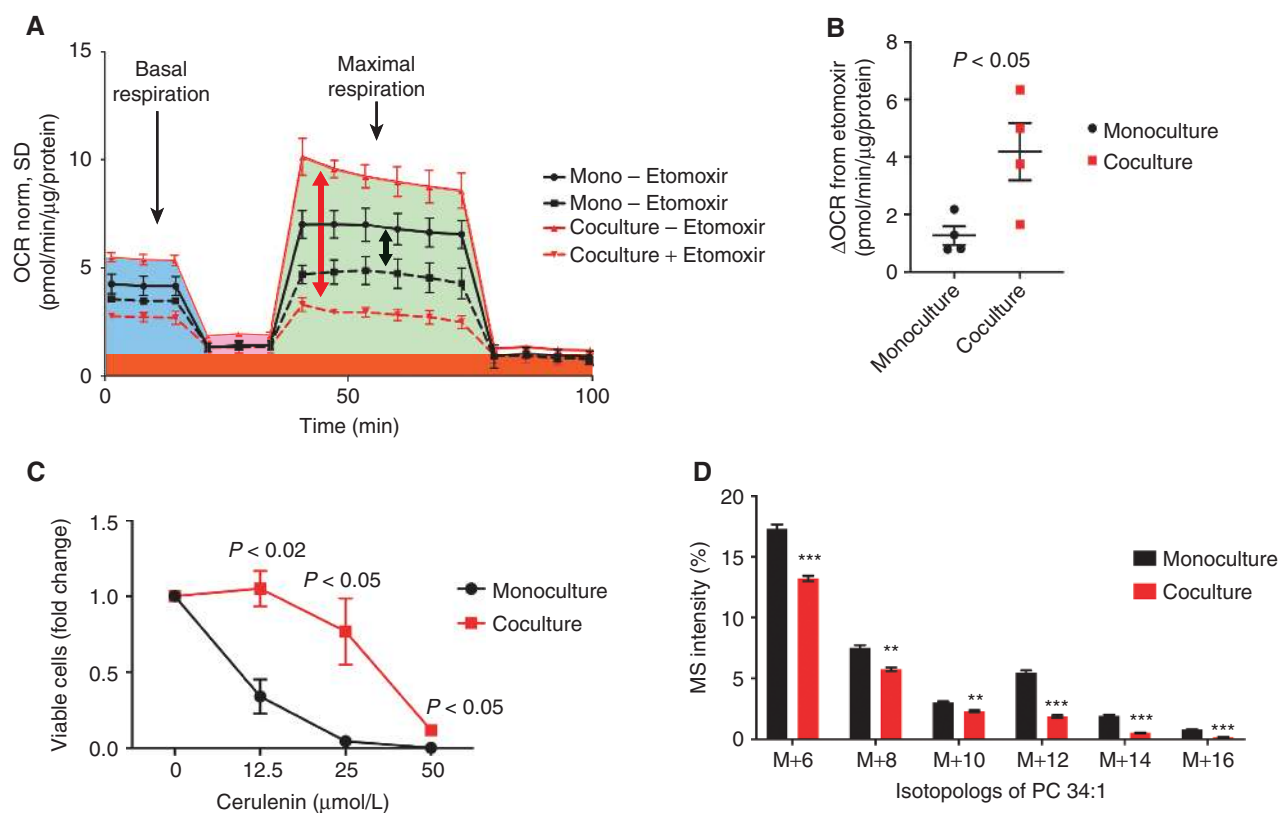 A
OCR norm, SD
(pmol/min/µg/protein)
15
10
5
0
Basal
respiration
Maximal
respiration
0
50
100
Time (min)
Mono – Etomoxir
Mono – Etomoxir
Coculture – Etomoxir
Coculture + Etomoxir
B
ΔOCR from etomoxir
(pmol/min/µg/protein)
8
6
4
2
0
P < 0.05
Monoculture
Coculture
Monoculture
Coculture
C
Viable cells (fold change)
1.5
1.0
0.5
0.0
P < 0.02
P < 0.05
P < 0.05
Monoculture
Coculture
0
12.5
25
50
Cerulenin (µmol/L)
D
MS intensity (%)
20
15
10
5
0
***
**
**
***
***
***
Monoculture
Coculture
M+6
M+8
M+10
M+12
M+14
M+16
Isotopologs of PC 34:1